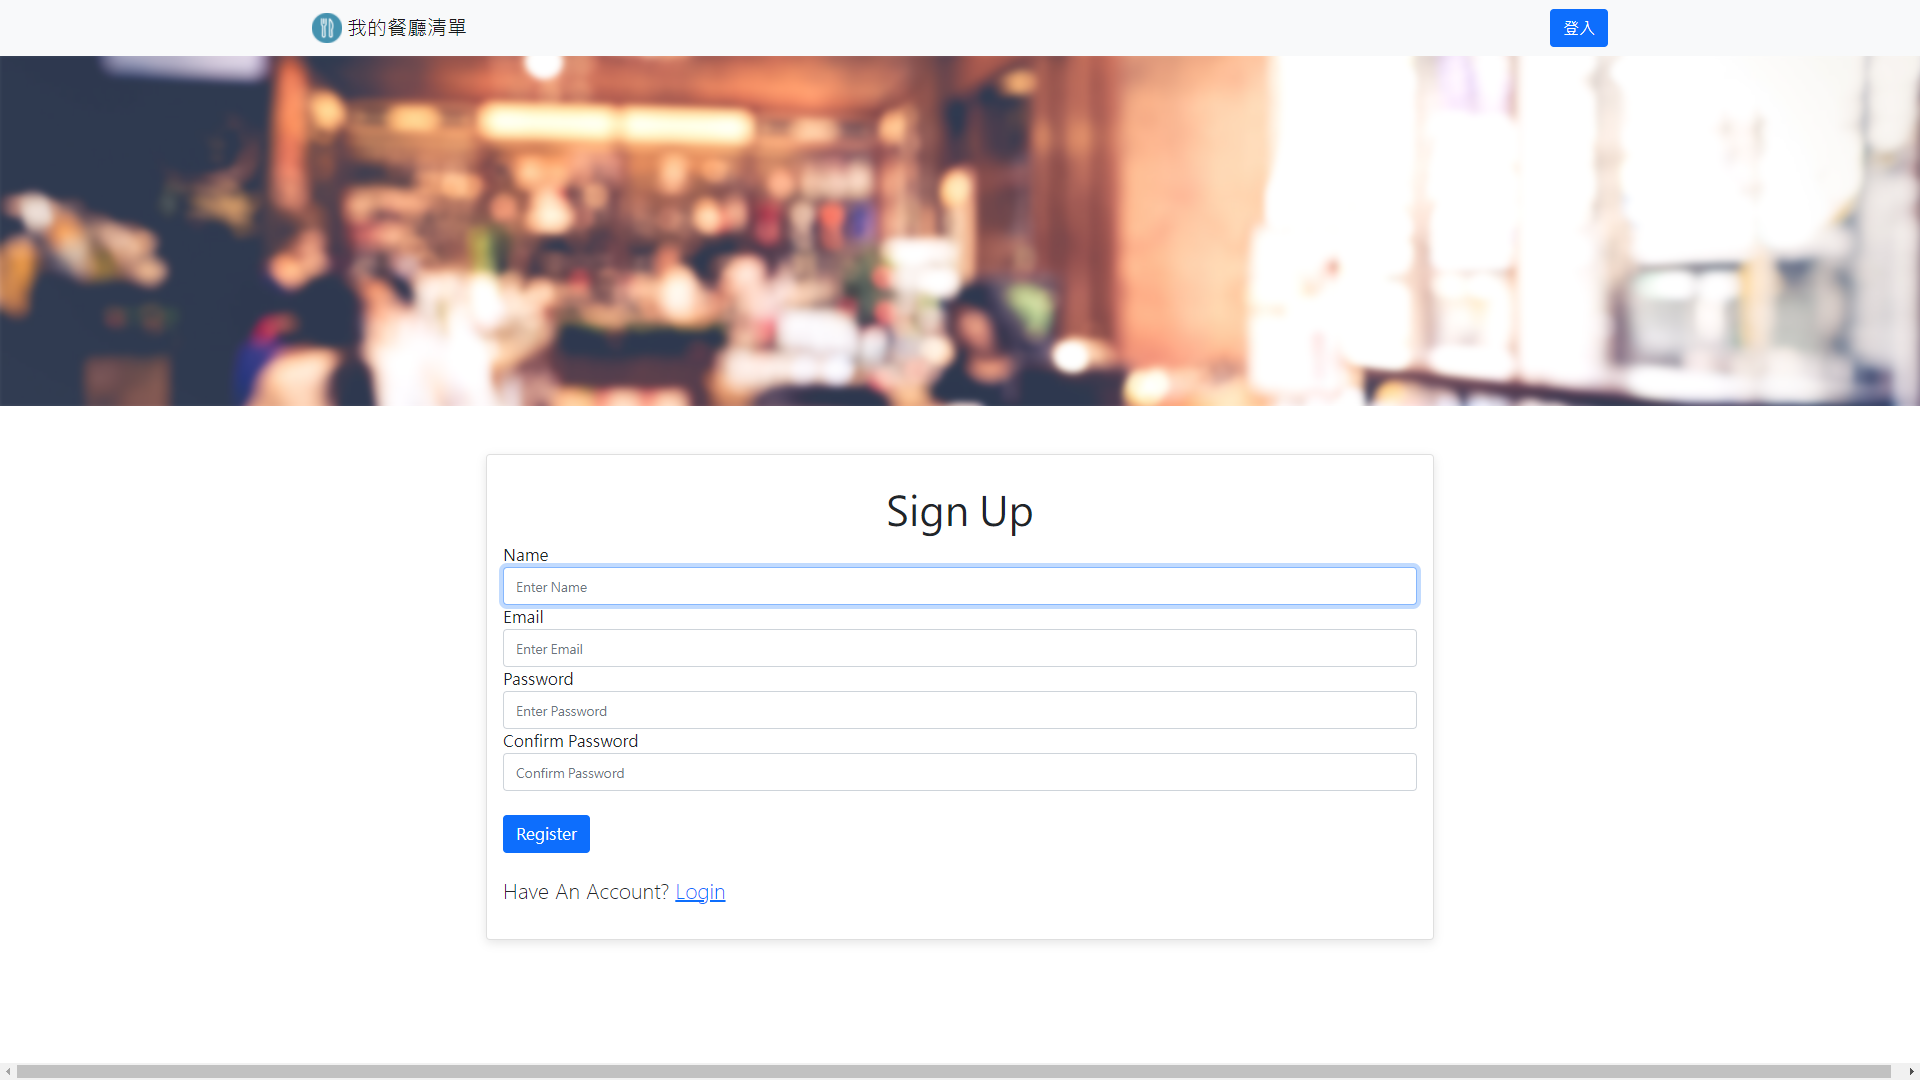 我的餐廳清單
登入
Sign Up
Name
Enter Name
Email
Enter Email
Password
Enter Password
Confirm Password
Confirm Password
Register
Have An Account? Login